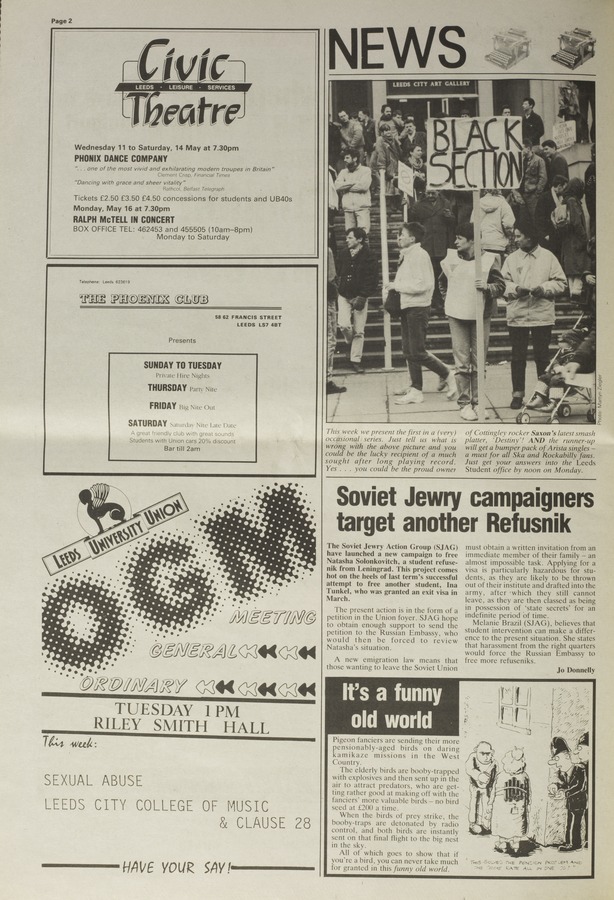 Page 2
Civic
LEEDS · LEISURE · SERVICES
Theatre
Wednesday 11 to Saturday, 14 May at 7.30pm
PHONIX DANCE COMPANY
". . . one of the most vivid and exhilarating modern troupes in Britain"
Clement Crisp, Financial Times
"Dancing with grace and sheer vitality"
Belfast Telegraph
Tickets £2.50 £3.50 £4.50 concessions for students and UB40s
Monday, May 16 at 7.30pm
RALPH McTELL IN CONCERT
BOX OFFICE TEL: 462453 and 455505 (10am–8pm)
Monday to Saturday
Telephone: Leeds
THE PHOENIX CLUB
58 62 FRANCIS STREET
LEEDS LS7 4BT
Presents
SUNDAY TO TUESDAY
Private Hire Nights
THURSDAY Party Nite
FRIDAY Big Nite Out
SATURDAY Saturday Nite Late Date
A great friendly club with great sounds
Students with Union cars 20% discount
Bar till 2am
LEEDS UNIVERSITY UNION
OGM
MEETING
GENERAL
ORDINARY
TUESDAY 1 PM
RILEY SMITH HALL
This week:
SEXUAL ABUSE
LEEDS CITY COLLEGE OF MUSIC
& CLAUSE 28
HAVE YOUR SAY!
NEWS
LEEDS CITY ART GALLERY
BLACK
SECTION
This week we present the first in a (very)
occasional series. Just tell us what is
wrong with the above picture and you
could be the lucky recipient of a much
sought after long playing record.
Yes . . . you could be the proud owner
of Cottingley rocker Saxon's latest smash
platter, 'Destiny'! AND the runner-up
will get a bumper pack of Arista singles –
a must for all Ska and Rockabilly fans.
Just get your answers into the Leeds
Student office by noon on Monday.
Soviet Jewry campaigners
target another Refusnik
The Soviet Jewry Action Group (SJAG)
have launched a new campaign to free
Natasha Solonkovitch, a student refuse-
nik from Leningrad. This project comes
hot on the heels of last term's successful
attempt to free another student, Ina
Tunkel, who was granted an exit visa in
March.
The present action is in the form of a
petition in the Union foyer. SJAG hope
to obtain enough support to send the
petition to the Russian Embassy, who
would then be forced to review
Natasha's situation.
A new emigration law means that
those wanting to leave the Soviet Union
must obtain a written invitation from an
immediate member of their family – an
almost impossible task. Applying for a
visa is particularly hazardous for stu-
dents, as they are likely to be thrown
out of their institute and drafted into the
army, after which they still cannot
leave, as they are then classed as being
in possession of 'state secrets' for an
indefinite period of time.
Melanie Brazil (SJAG), believes that
student intervention can make a differ-
ence to the present situation. She states
that harassment from the right quarters
would force the Russian Embassy to
free more refuseniks.
Jo Donnelly
It's a funny
old world
Pigeon fanciers are sending their more
pensionably-aged birds on daring
kamikaze missions in the West
Country.
The elderly birds are booby-trapped
with explosives and then sent up in the
air to attract predators, who are get-
ting rather good at making off with the
fanciers' more valuable birds – no bird
seed at £200 a time.
When the birds of prey strike, the
booby-traps are detonated by radio
control, and both birds are instantly
sent on that final flight to the big nest
in the sky.
All of which goes to show that if
you're a bird, you can never take much
for granted in this funny old world.